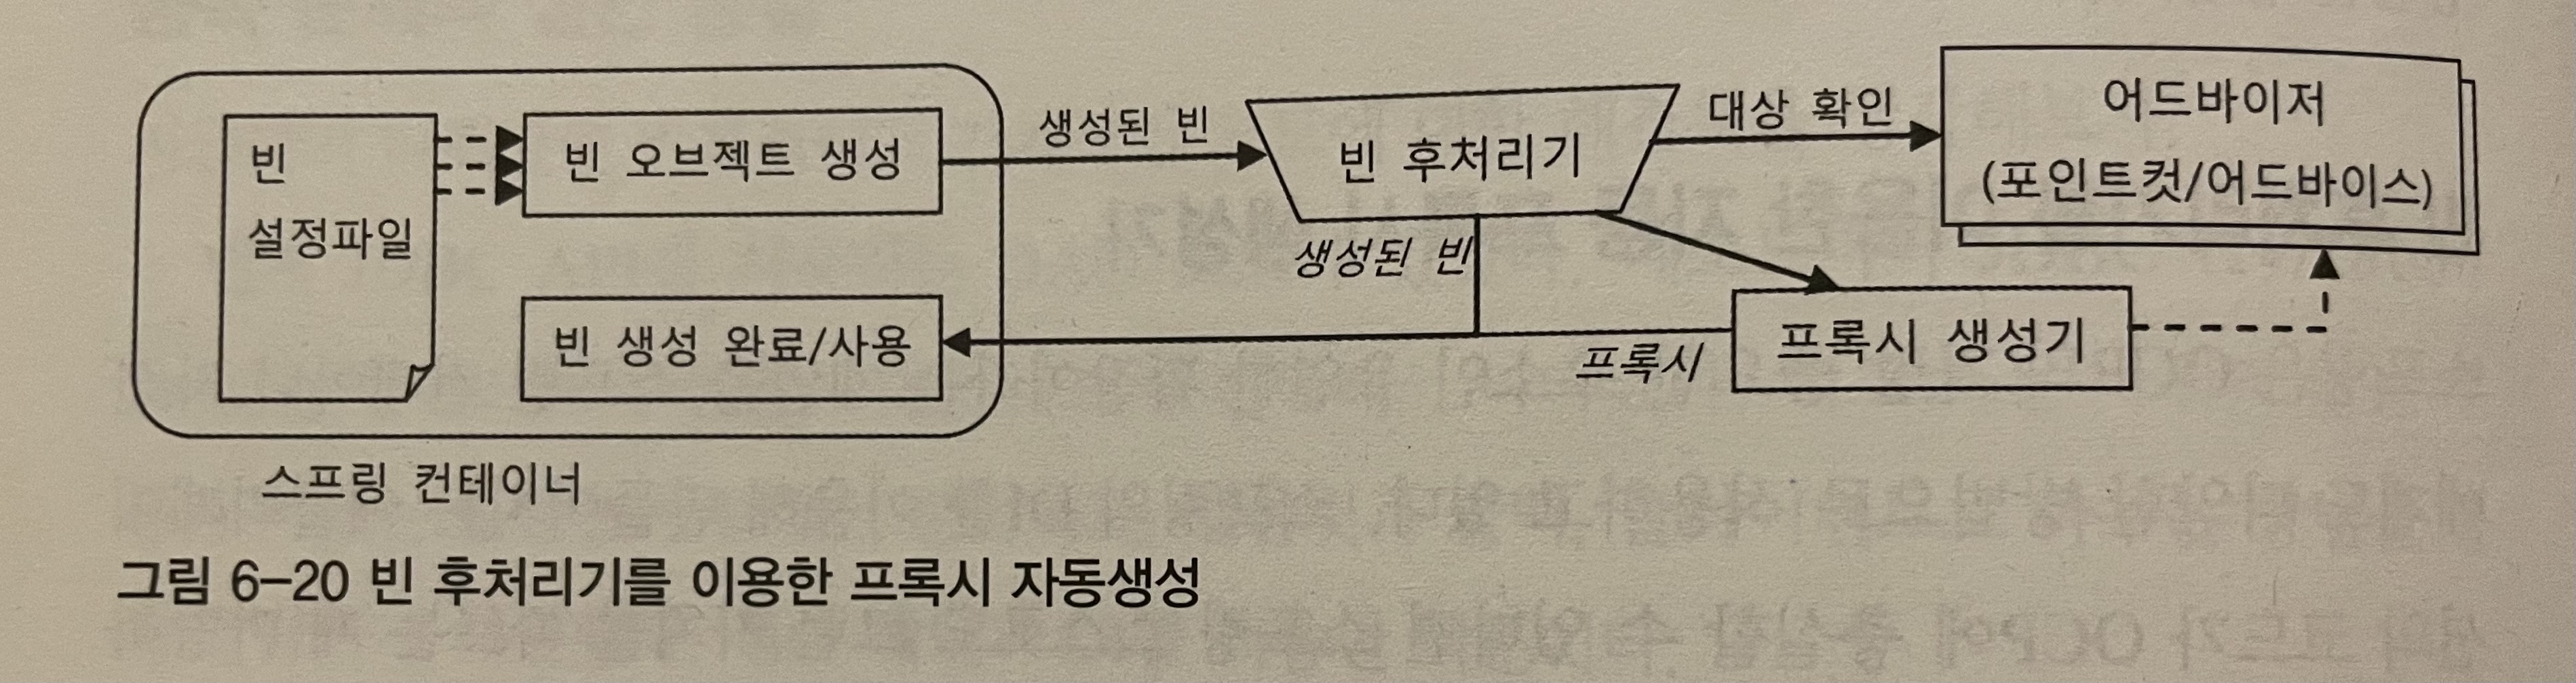 빈
설정파일
빈 오브젝트 생성
생성된 빈
빈 후처리기
대상 확인
어드바이저
(포인트컷/어드바이스)
생성된 빈
빈 생성 완료/사용
프록시
프록시 생성기
스프링 컨테이너
그림 6-20 빈 후처리기를 이용한 프록시 자동생성